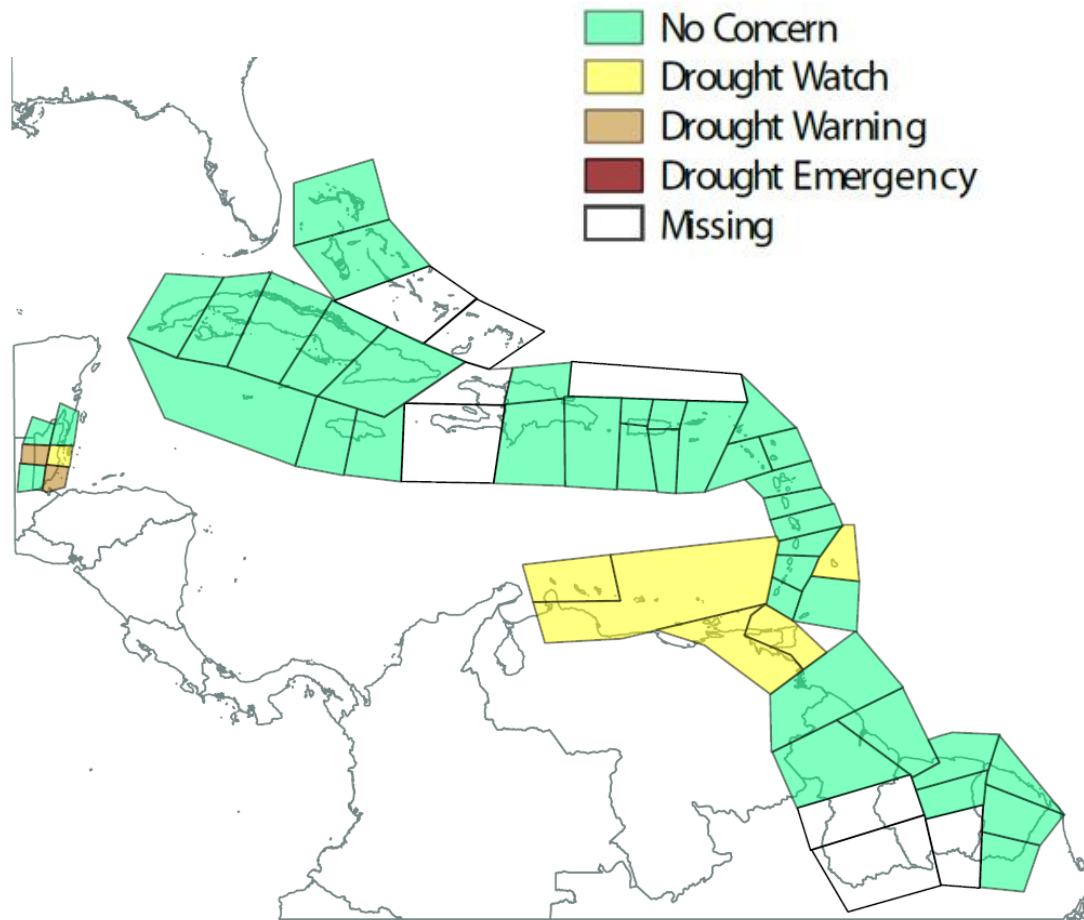 No Concern
Drought Watch
Drought Warning
Drought Emergency
Missing